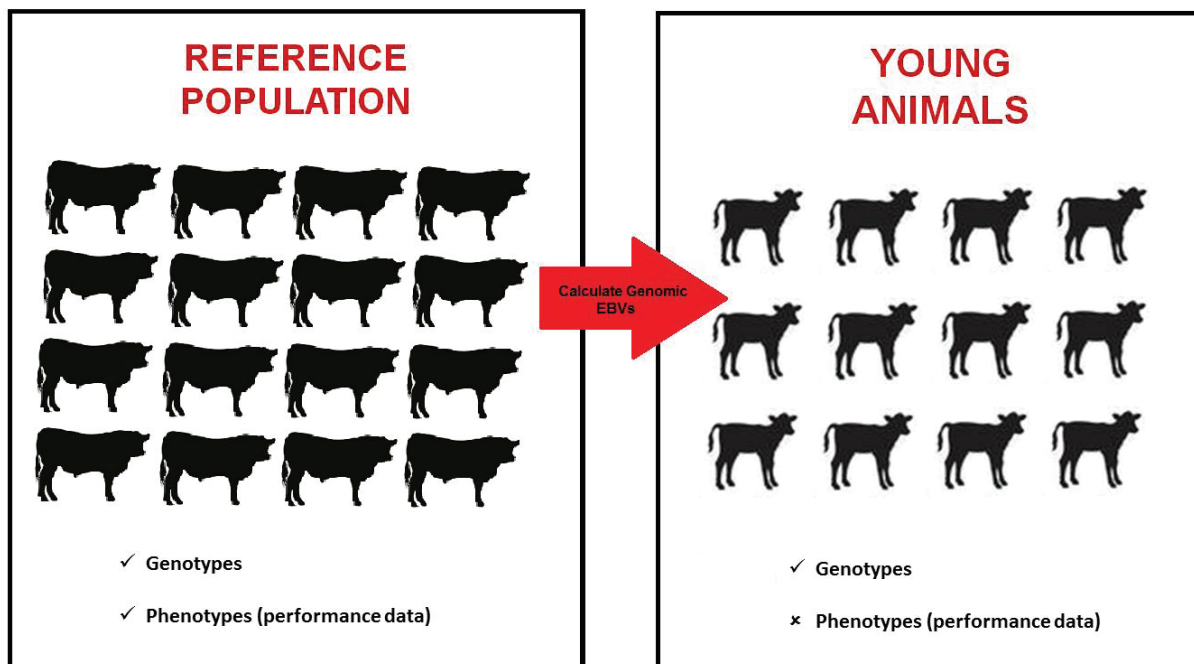 REFERENCE
POPULATION
✓ Genotypes
✓ Phenotypes (performance data)
Calculate Genomic
EBVs
YOUNG
ANIMALS
✓ Genotypes
× Phenotypes (performance data)